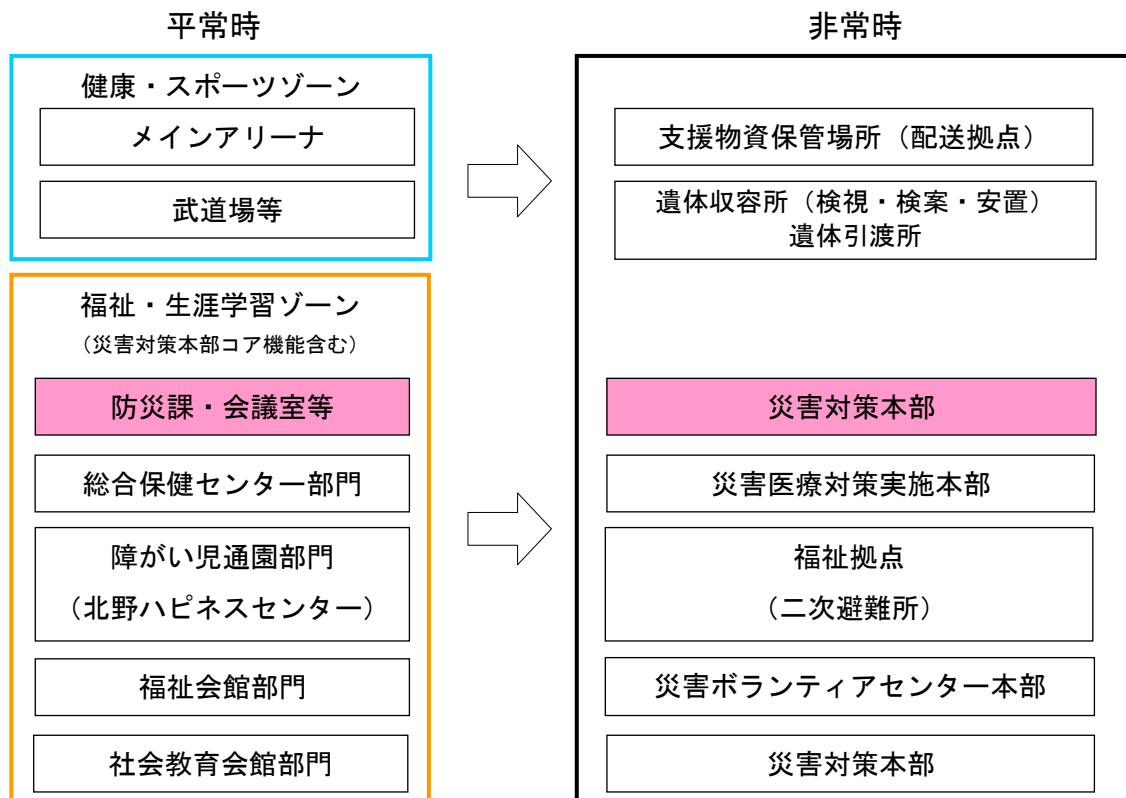 平常時
健康・スポーツゾーン
メインアリーナ
武道場等
福祉・生涯学習ゾーン
（災害対策本部コア機能含む）
防災課・会議室等
総合保健センター部門
障がい児通園部門
（北野ハピネスセンター）
福祉会館部門
社会教育会館部門
非常時
支援物資保管場所（配送拠点）
遺体収容所（検視・検案・安置）
遺体引渡所
災害対策本部
災害医療対策実施本部
福祉拠点
（二次避難所）
災害ボランティアセンター本部
災害対策本部